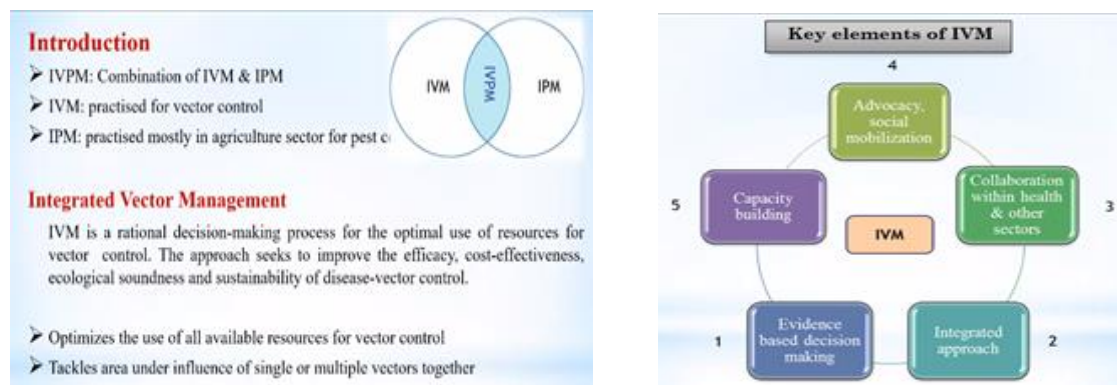 Introduction
➤ IVPM: Combination of IVM & IPM
➤ IVM: practised for vector control
➤ IPM: practised mostly in agriculture sector for pest c
IVM
IVPM
IPM
Integrated Vector Management
IVM is a rational decision-making process for the optimal use of resources for
vector control. The approach seeks to improve the efficacy, cost-effectiveness,
ecological soundness and sustainability of disease-vector control.
➤ Optimizes the use of all available resources for vector control
➤ Tackles area under influence of single or multiple vectors together
Key elements of IVM
4
Advocacy,
social
mobilization
5
Capacity
building
Collaboration
within health
& other
sectors
3
IVM
1
Evidence
based decision
making
Integrated
approach
2